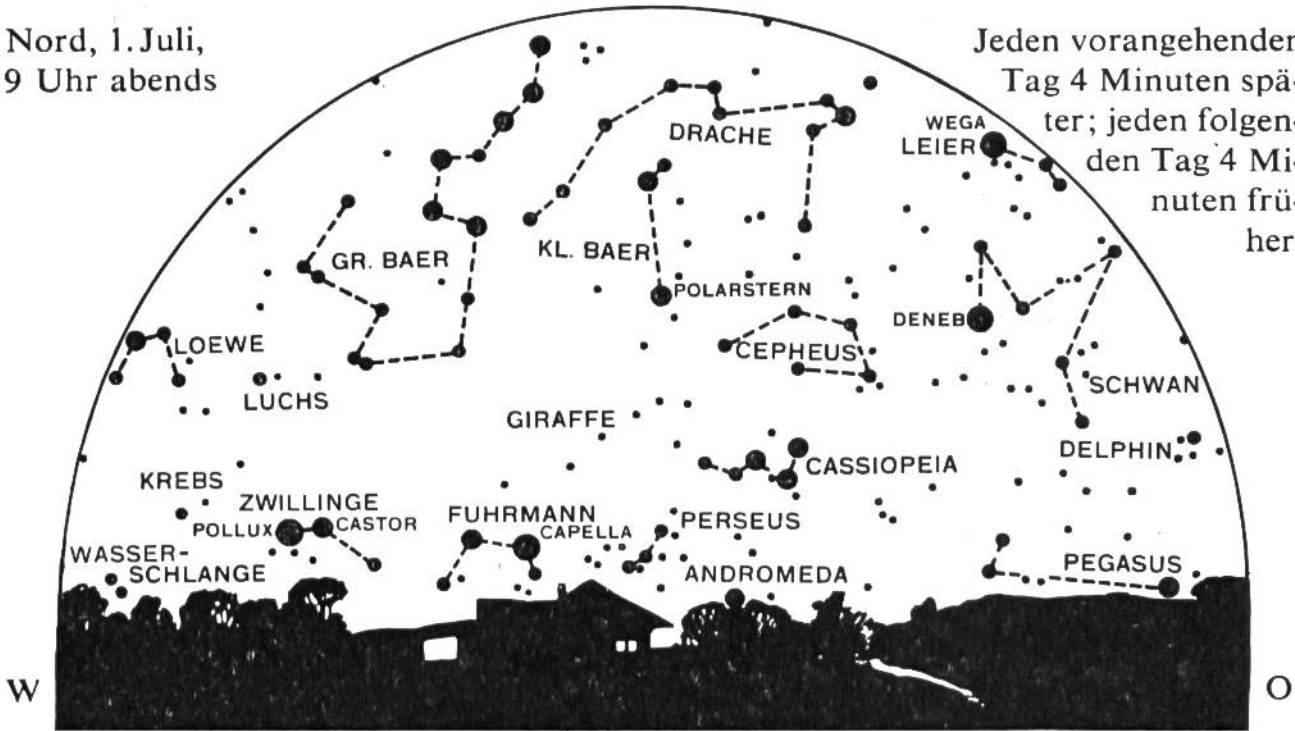 Nord, 1. Juli,
9 Uhr abends
Jeden vorangehenden
Tag 4 Minuten spä-
ter; jeden folgen-
den Tag 4 Mi-
nuten frü-
her
DRACHE
WEGA
LEIER
GR. BAER
KL. BAER
POLARSTERN
DENEB
LOEWE
CEPHEUS
LUCHS
SCHWAN
GIRAFFE
DELPHIN
KREBS
CASSIOPEIA
ZWILLINGE
POLLUX
CASTOR
FUHRMANN
CAPELLA
PERSEUS
WASSER-
SCHLANGE
ANDROMEDA
PEGASUS
W
O